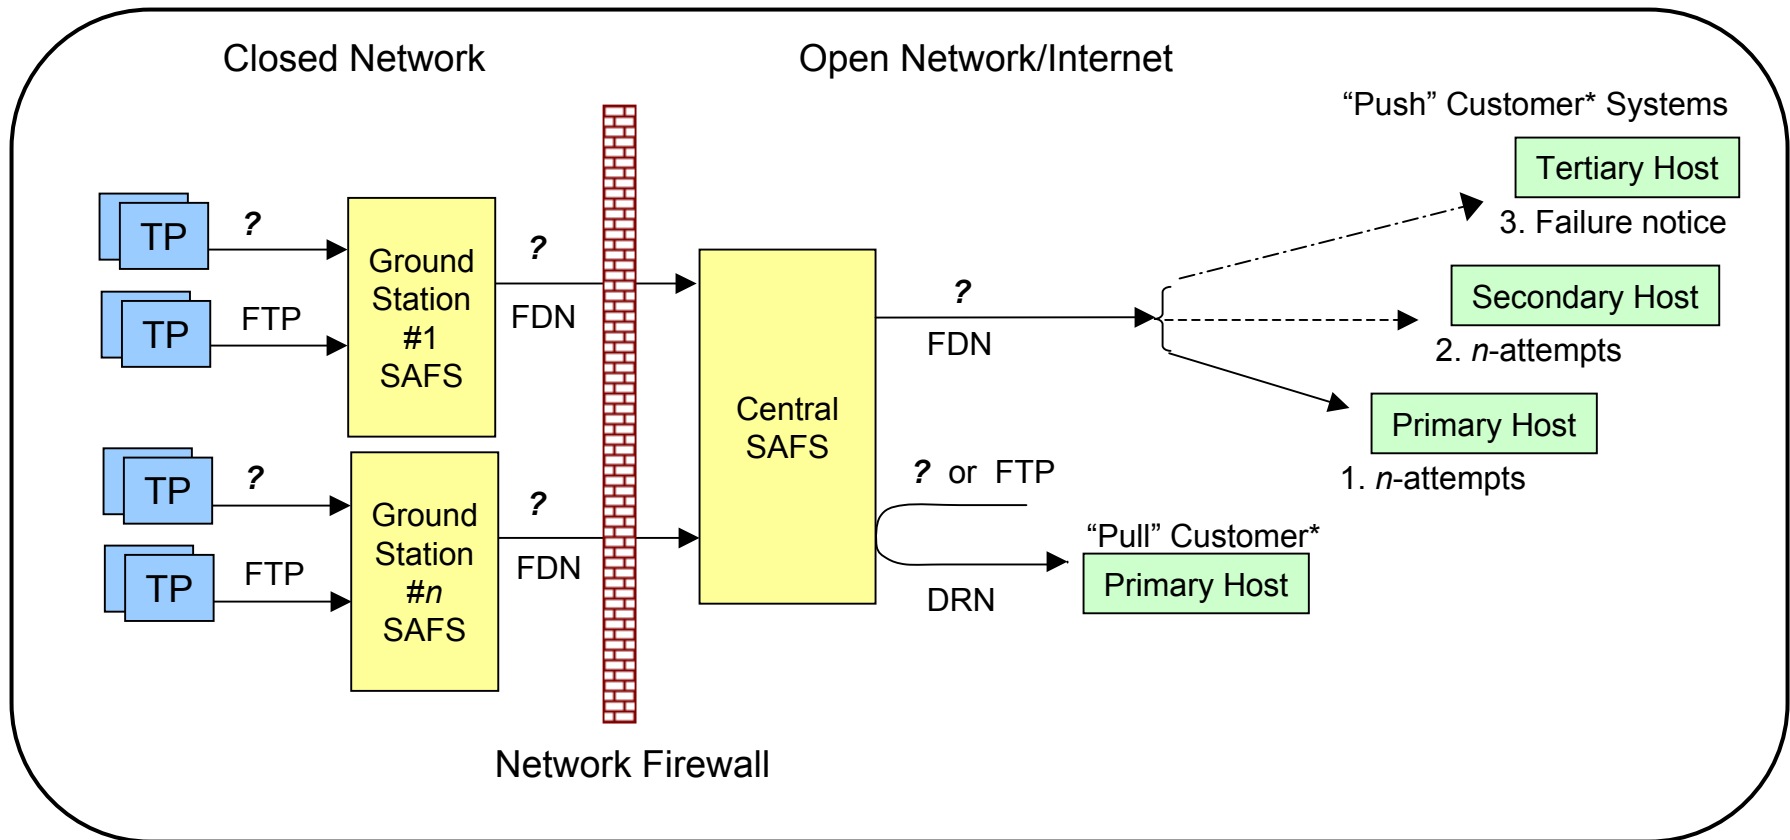 Closed Network
Open Network/Internet
“Push” Customer* Systems
Tertiary Host
3. Failure notice
Secondary Host
2. n-attempts
Primary Host
1. n-attempts
TP
?
TP
FTP
Ground
Station
#1
SAFS
?
FDN
TP
?
TP
FTP
Ground
Station
#n
SAFS
?
FDN
Central
SAFS
?
FDN
? or FTP
DRN
“Pull” Customer*
Primary Host
Network Firewall